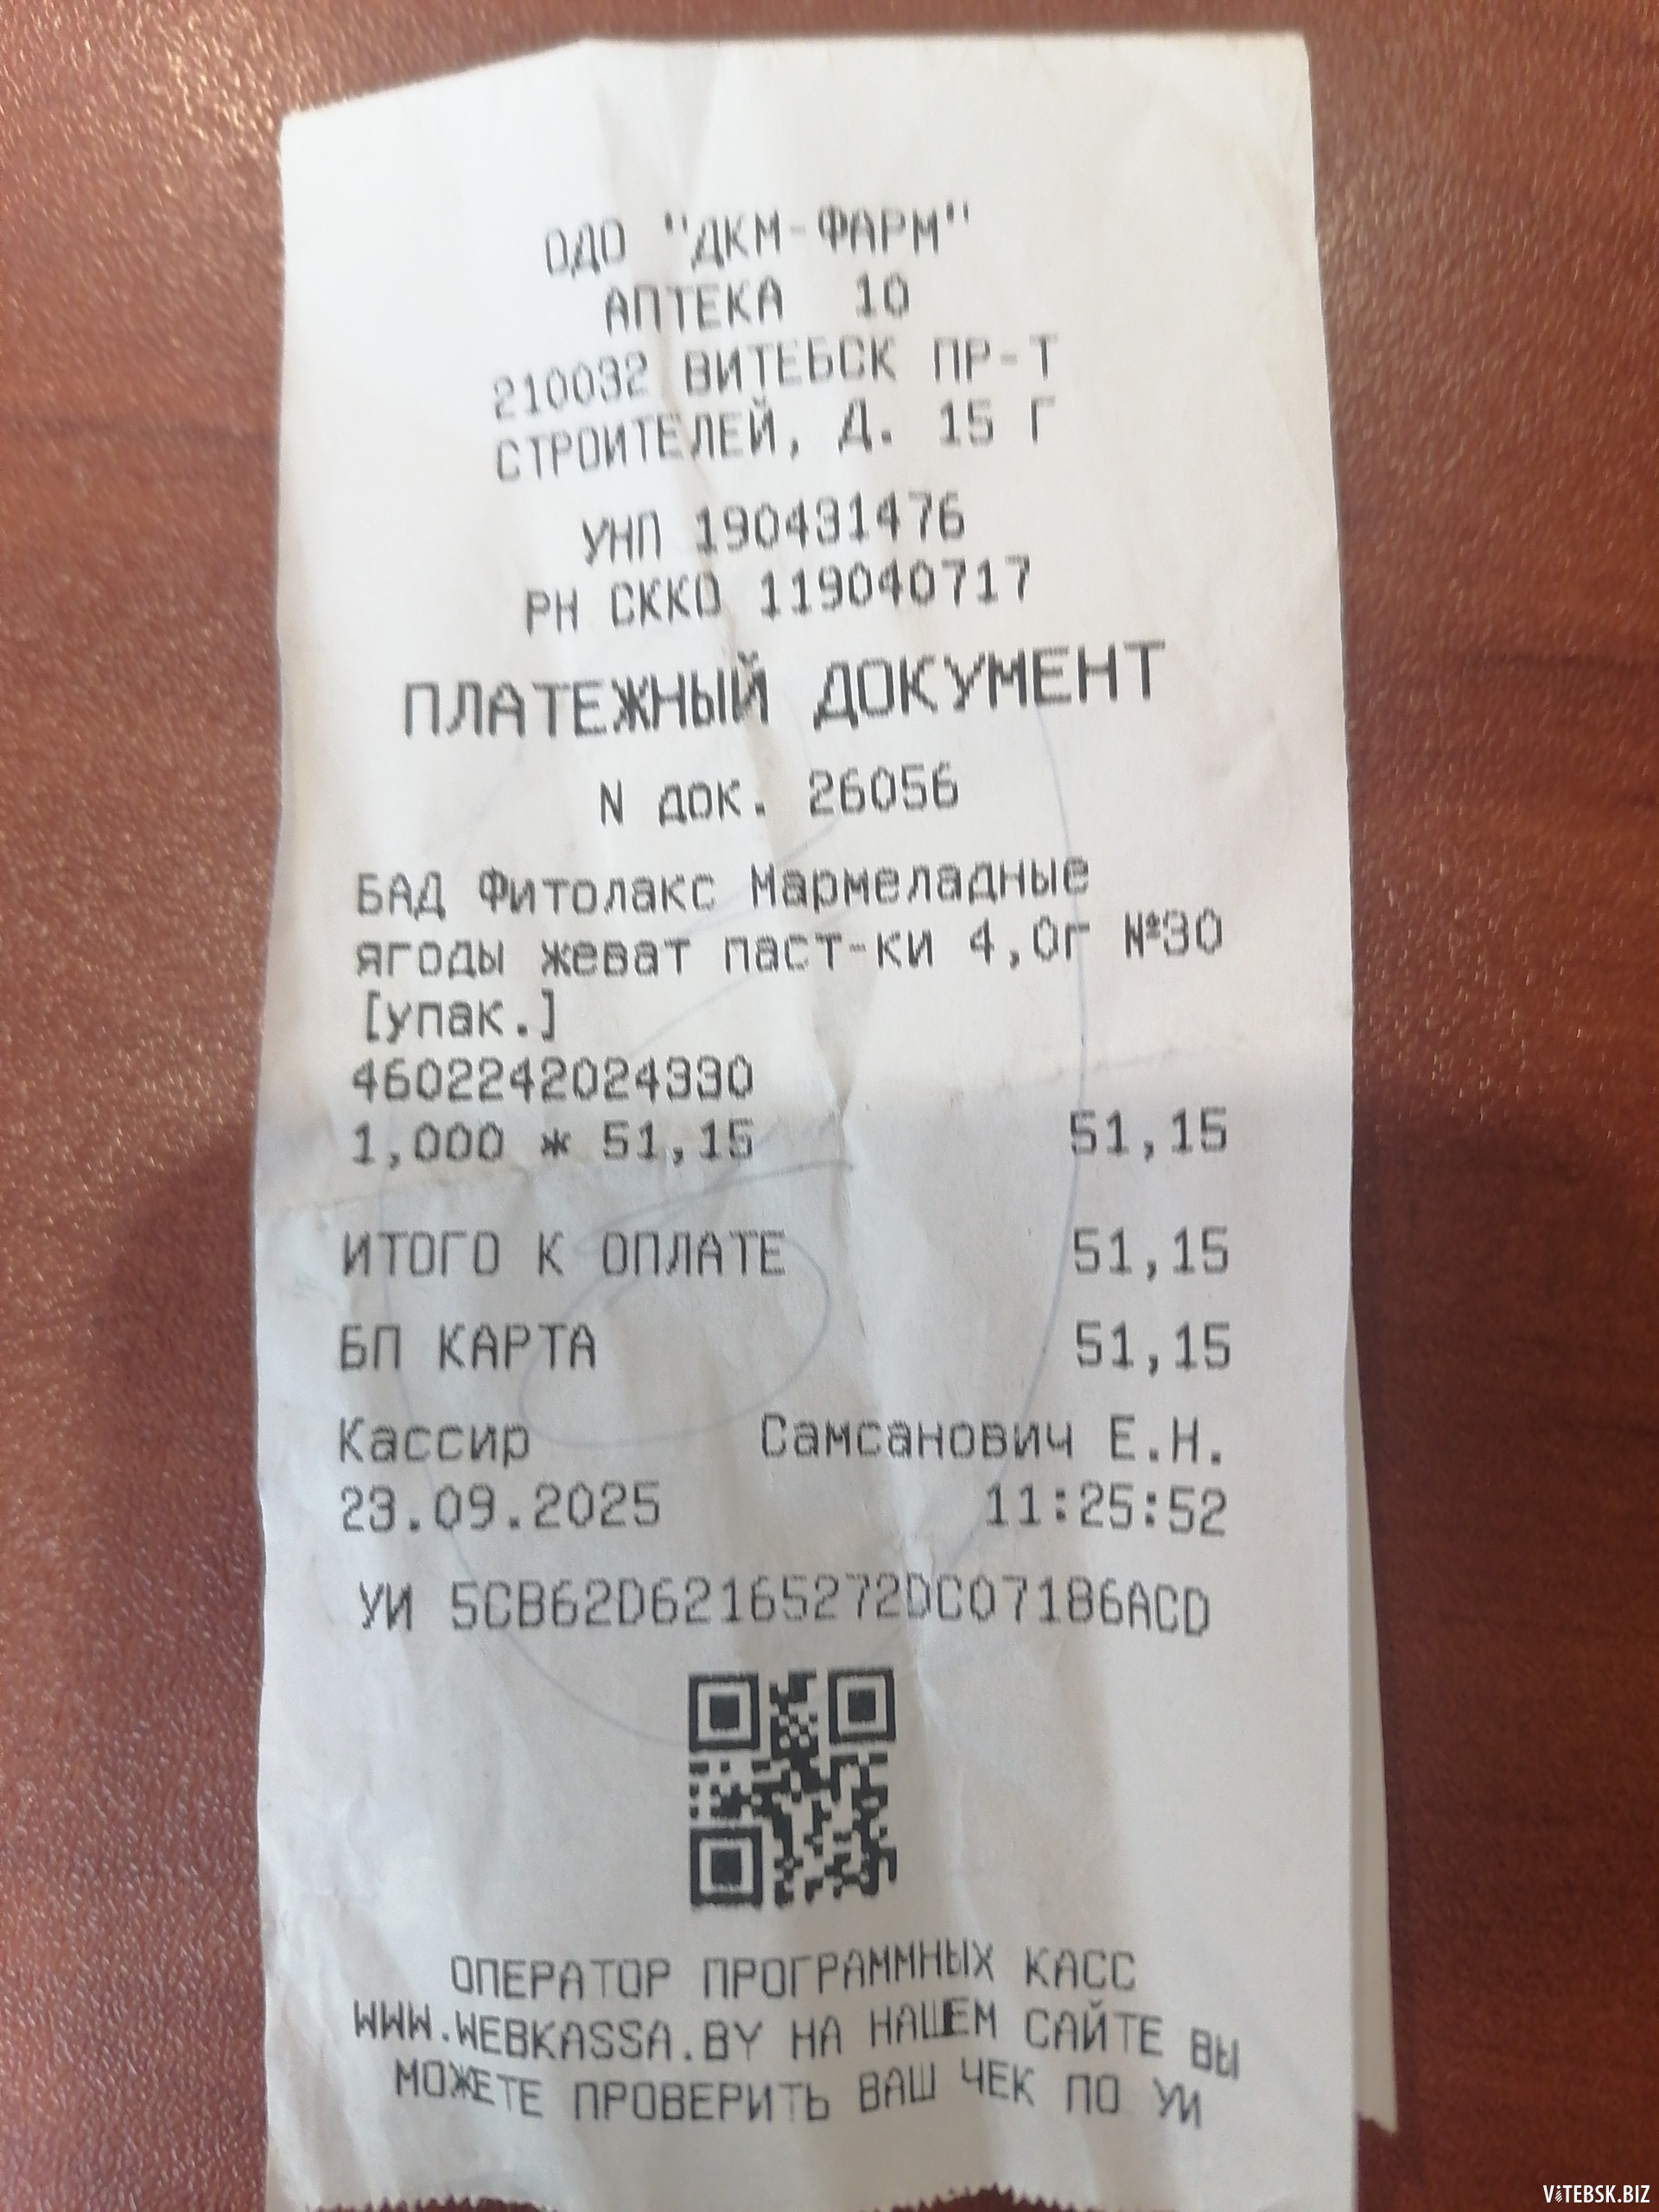 ОДО "ДКМ-ФАРМ"
АПТЕКА 10
210032 ВИТЕБСК ПР-Т
СТРОИТЕЛЕЙ, Д. 15 Г
УНП 190431476
РН СККО 119040717
ПЛАТЕЖНЫЙ ДОКУМЕНТ
N док. 26056
БАД Фитолакс Мармеладные
ягоды жеват паст-ки 4,0г №30
[упак.]
4602242024330
1,000 * 51,15 51,15
ИТОГО К ОПЛАТЕ 51,15
БП КАРТА 51,15
Кассир Самсанович Е.Н.
23.09.2025 11:25:52
УИ 5CB62D62165272DC07186ACD
ОПЕРАТОР ПРОГРАММНЫХ КАСС
WWW.WEBKASSA.BY НА НАШЕМ САЙТЕ ВЫ
МОЖЕТЕ ПРОВЕРИТЬ ВАШ ЧЕК ПО УИ
ViTEBSK.BIZ